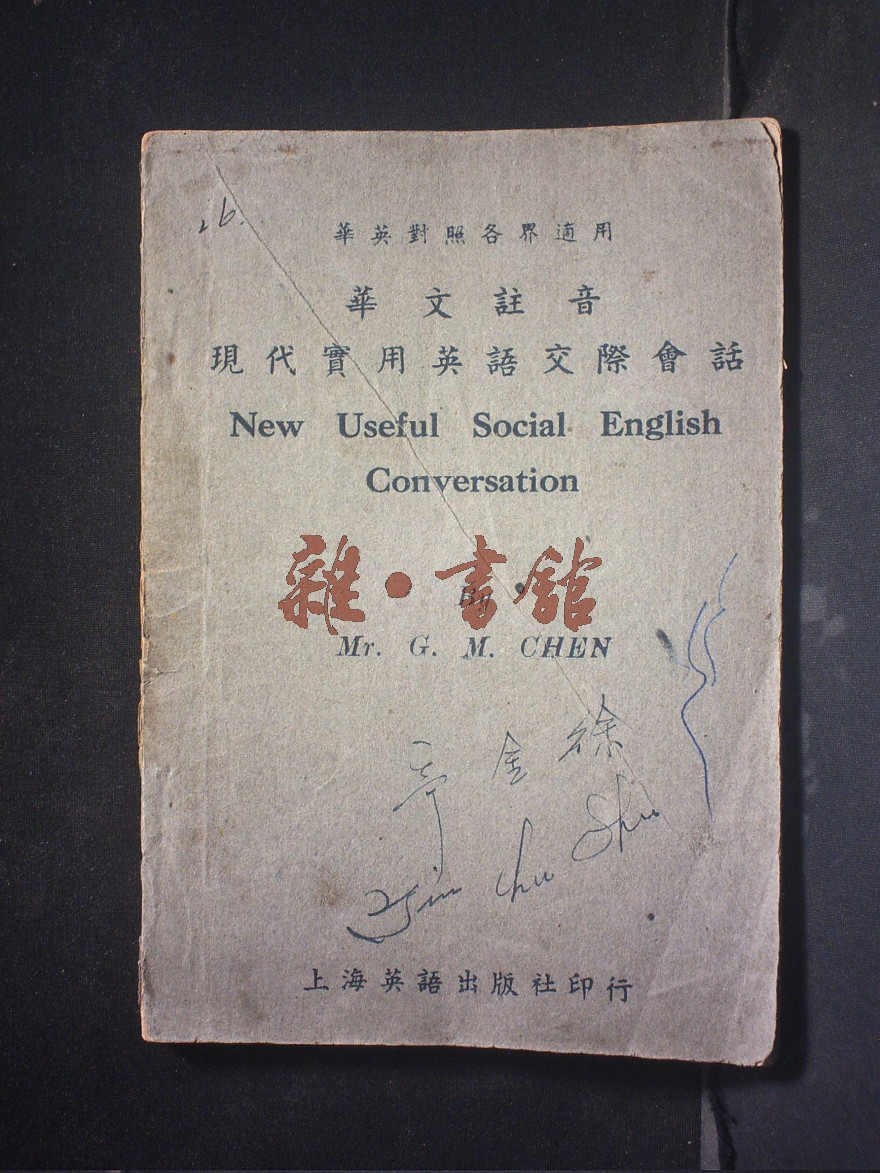 26.
華英對照各界適用
華文註音
現代實用英語交際會話
New Useful Social English
Conversation
雜·書館
By
Mr. G. M. CHEN
徐金
上海英語出版社印行